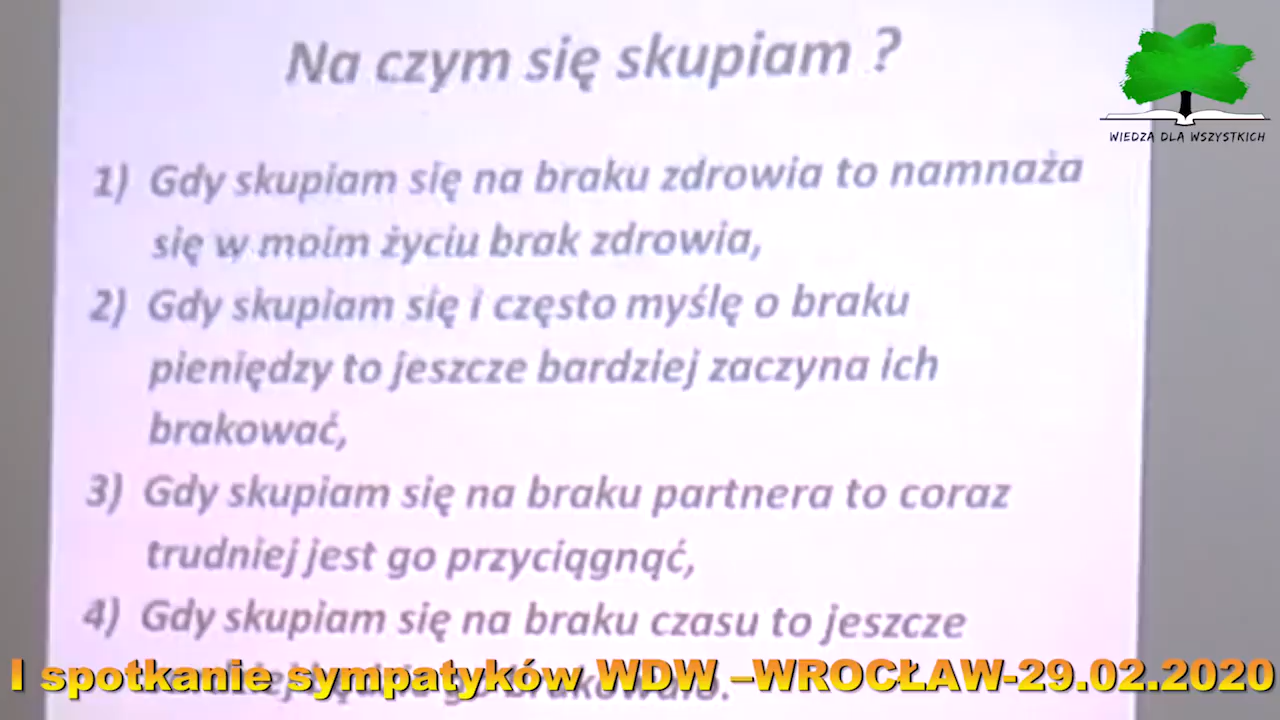 Na czym się skupiam ?
WIEDZA DLA WSZYSTKICH
1) Gdy skupiam się na braku zdrowia to namnaża
się w moim życiu brak zdrowia,
2) Gdy skupiam się i często myślę o braku
pieniędzy to jeszcze bardziej zaczyna ich
brakować,
3) Gdy skupiam się na braku partnera to coraz
trudniej jest go przyciągnąć,
4) Gdy skupiam się na braku czasu to jeszcze
I spotkanie sympatyków WDW –WROCŁAW-29.02.2020